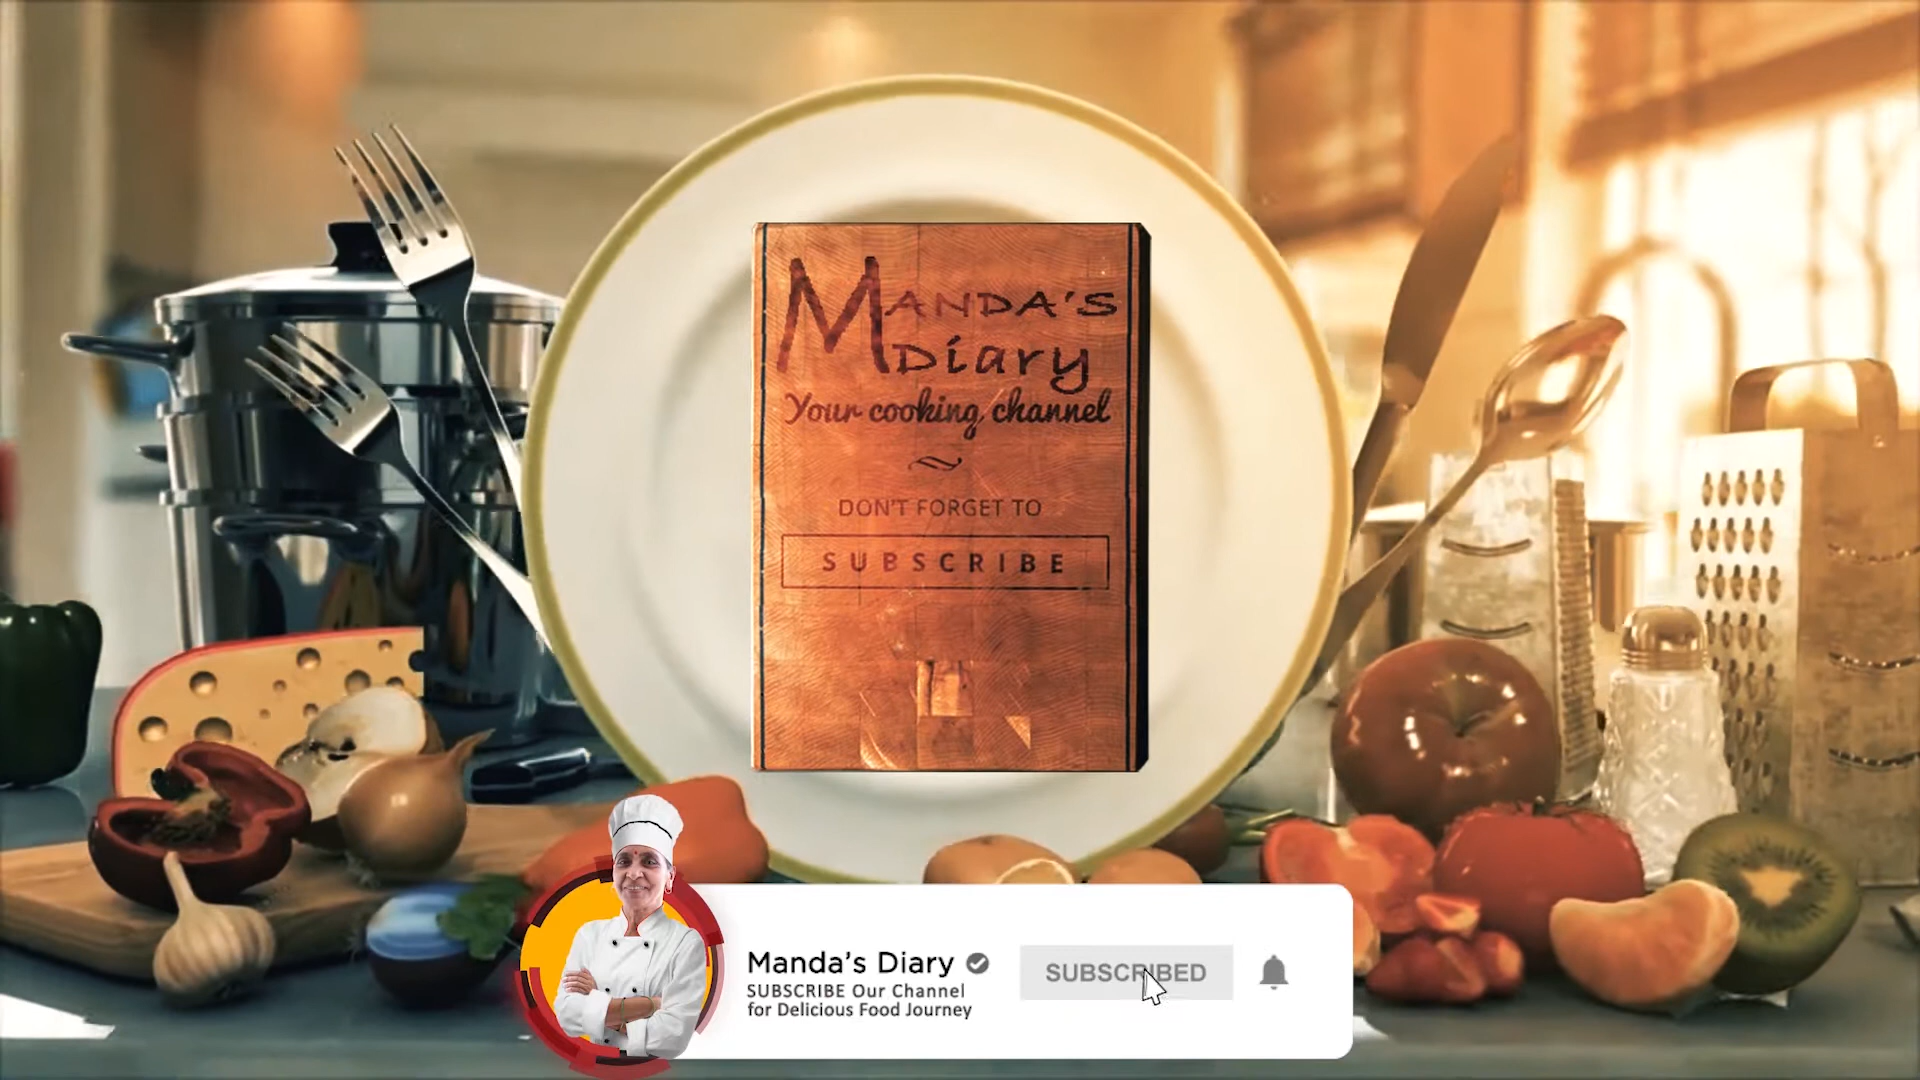 MANDA'S
Diary
Your cooking channel
DON'T FORGET TO
SUBSCRIBE
Manda's Diary
SUBSCRIBE Our Channel
for Delicious Food Journey
SUBSCRIBED